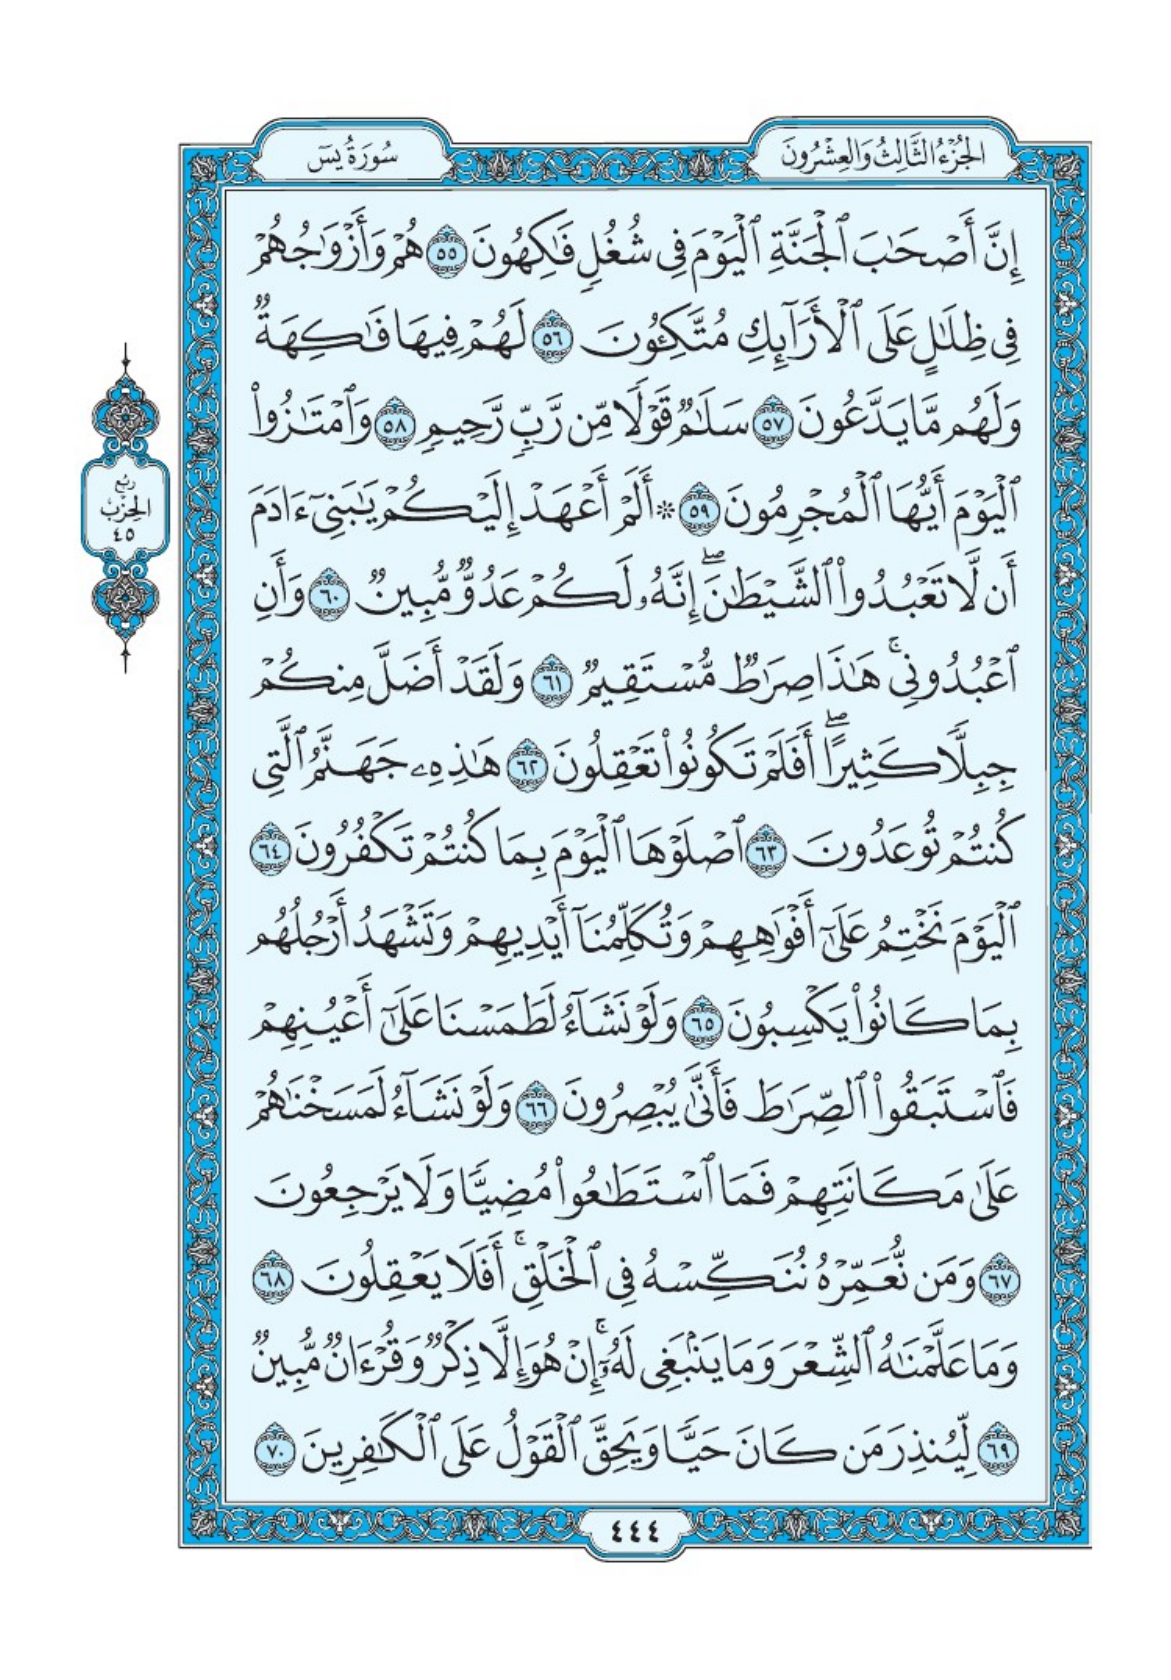 الجُزْءُ الثَّالِثُ وَالعِشْرُونَ
سُورَةُ يسٓ
إِنَّ أَصْحَٰبَ ٱلْجَنَّةِ ٱلْيَوْمَ فِى شُغُلٍ فَٰكِهُونَ ٥٥ هُمْ وَأَزْوَٰجُهُمْ
فِى ظِلَٰلٍ عَلَى ٱلْأَرَآئِكِ مُتَّكِـُٔونَ ٥٦ لَهُمْ فِيهَا فَٰكِهَةٌ
وَلَهُم مَّا يَدَّعُونَ ٥٧ سَلَٰمٌ قَوْلًا مِّن رَّبٍّ رَّحِيمٍ ٥٨ وَٱمْتَٰزُوا۟
ٱلْيَوْمَ أَيُّهَا ٱلْمُجْرِمُونَ ٥٩ ۞ أَلَمْ أَعْهَدْ إِلَيْكُمْ يَٰبَنِىٓ ءَادَمَ
أَن لَّا تَعْبُدُوا۟ ٱلشَّيْطَٰنَ ۖ إِنَّهُۥ لَكُمْ عَدُوٌّ مُّبِينٌ ٦٠ وَأَنِ
ٱعْبُدُونِى ۚ هَٰذَا صِرَٰطٌ مُّسْتَقِيمٌ ٦١ وَلَقَدْ أَضَلَّ مِنكُمْ
جِبِلًّا كَثِيرًا ۖ أَفَلَمْ تَكُونُوا۟ تَعْقِلُونَ ٦٢ هَٰذِهِۦ جَهَنَّمُ ٱلَّتِى
كُنتُمْ تُوعَدُونَ ٦٣ ٱصْلَوْهَا ٱلْيَوْمَ بِمَا كُنتُمْ تَكْفُرُونَ ٦٤
ٱلْيَوْمَ نَخْتِمُ عَلَىٰٓ أَفْوَٰهِهِمْ وَتُكَلِّمُنَآ أَيْدِيهِمْ وَتَشْهَدُ أَرْجُلُهُم
بِمَا كَانُوا۟ يَكْسِبُونَ ٦٥ وَلَوْ نَشَآءُ لَطَمَسْنَا عَلَىٰٓ أَعْيُنِهِمْ
فَٱسْتَبَقُوا۟ ٱلصِّرَٰطَ فَأَنَّىٰ يُبْصِرُونَ ٦٦ وَلَوْ نَشَآءُ لَمَسَخْنَٰهُمْ
عَلَىٰ مَكَانَتِهِمْ فَمَا ٱسْتَطَٰعُوا۟ مُضِيًّا وَلَا يَرْجِعُونَ
٦٧ وَمَن نُّعَمِّرْهُ نُنَكِّسْهُ فِى ٱلْخَلْقِ ۚ أَفَلَا يَعْقِلُونَ ٦٨
وَمَا عَلَّمْنَٰهُ ٱلشِّعْرَ وَمَا يَنۢبَغِى لَهُۥٓ ۚ إِنْ هُوَ إِلَّا ذِكْرٌ وَقُرْءَانٌ مُّبِينٌ
٦٩ لِّيُنذِرَ مَن كَانَ حَيًّا وَيَحِقَّ ٱلْقَوْلُ عَلَى ٱلْكَٰفِرِينَ ٧٠
رُبُع
الحِزْب
٤٥
٤٤٤